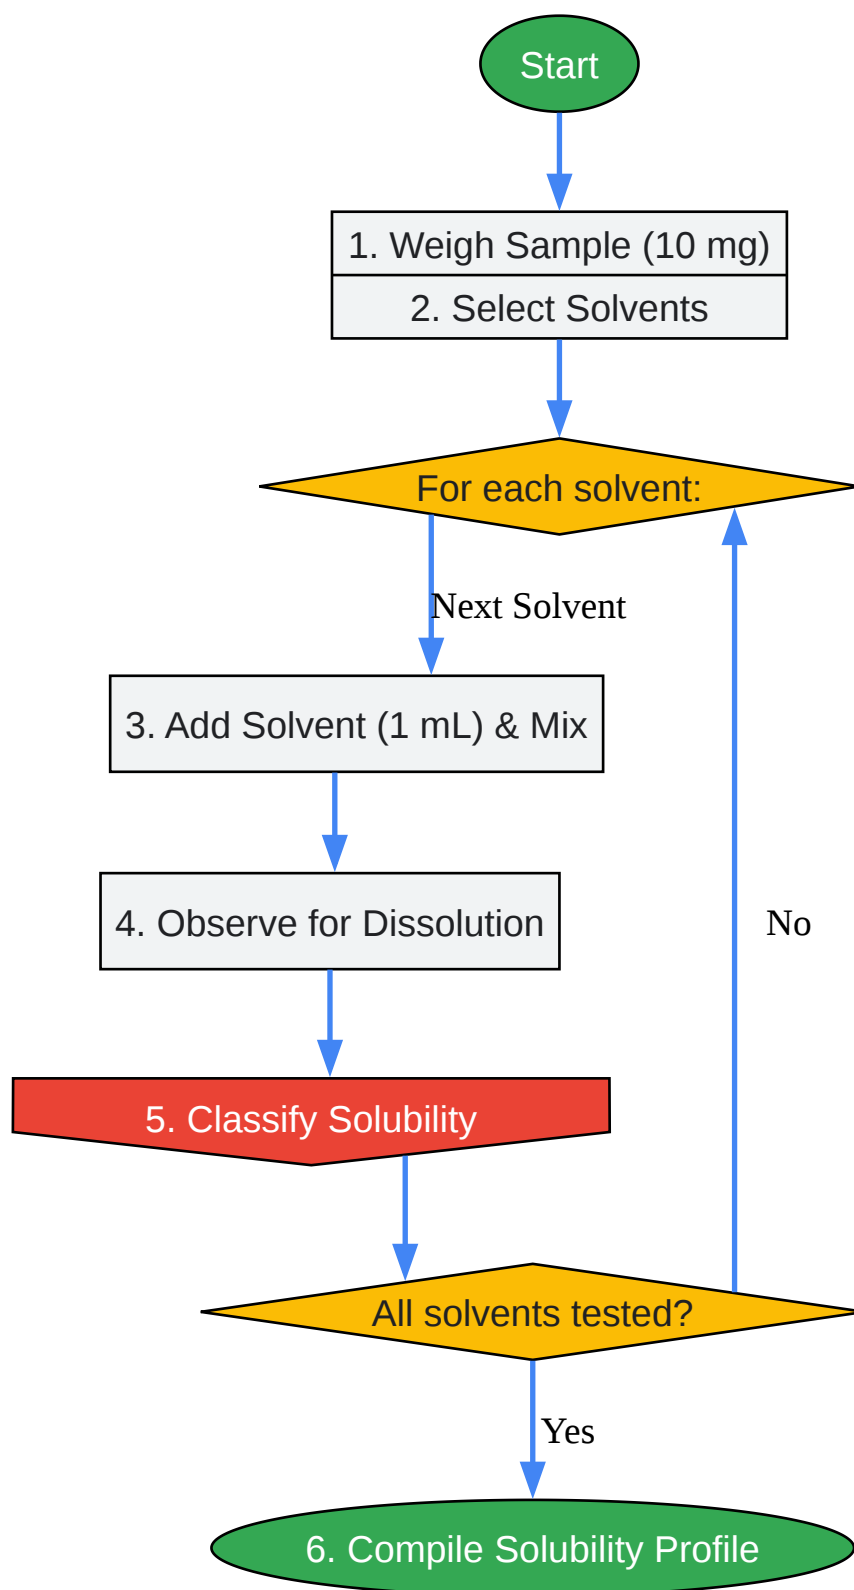 Start
1. Weigh Sample (10 mg)
2. Select Solvents
For each solvent:
Next Solvent
3. Add Solvent (1 mL) & Mix
4. Observe for Dissolution
No
5. Classify Solubility
All solvents tested?
Yes
6. Compile Solubility Profile